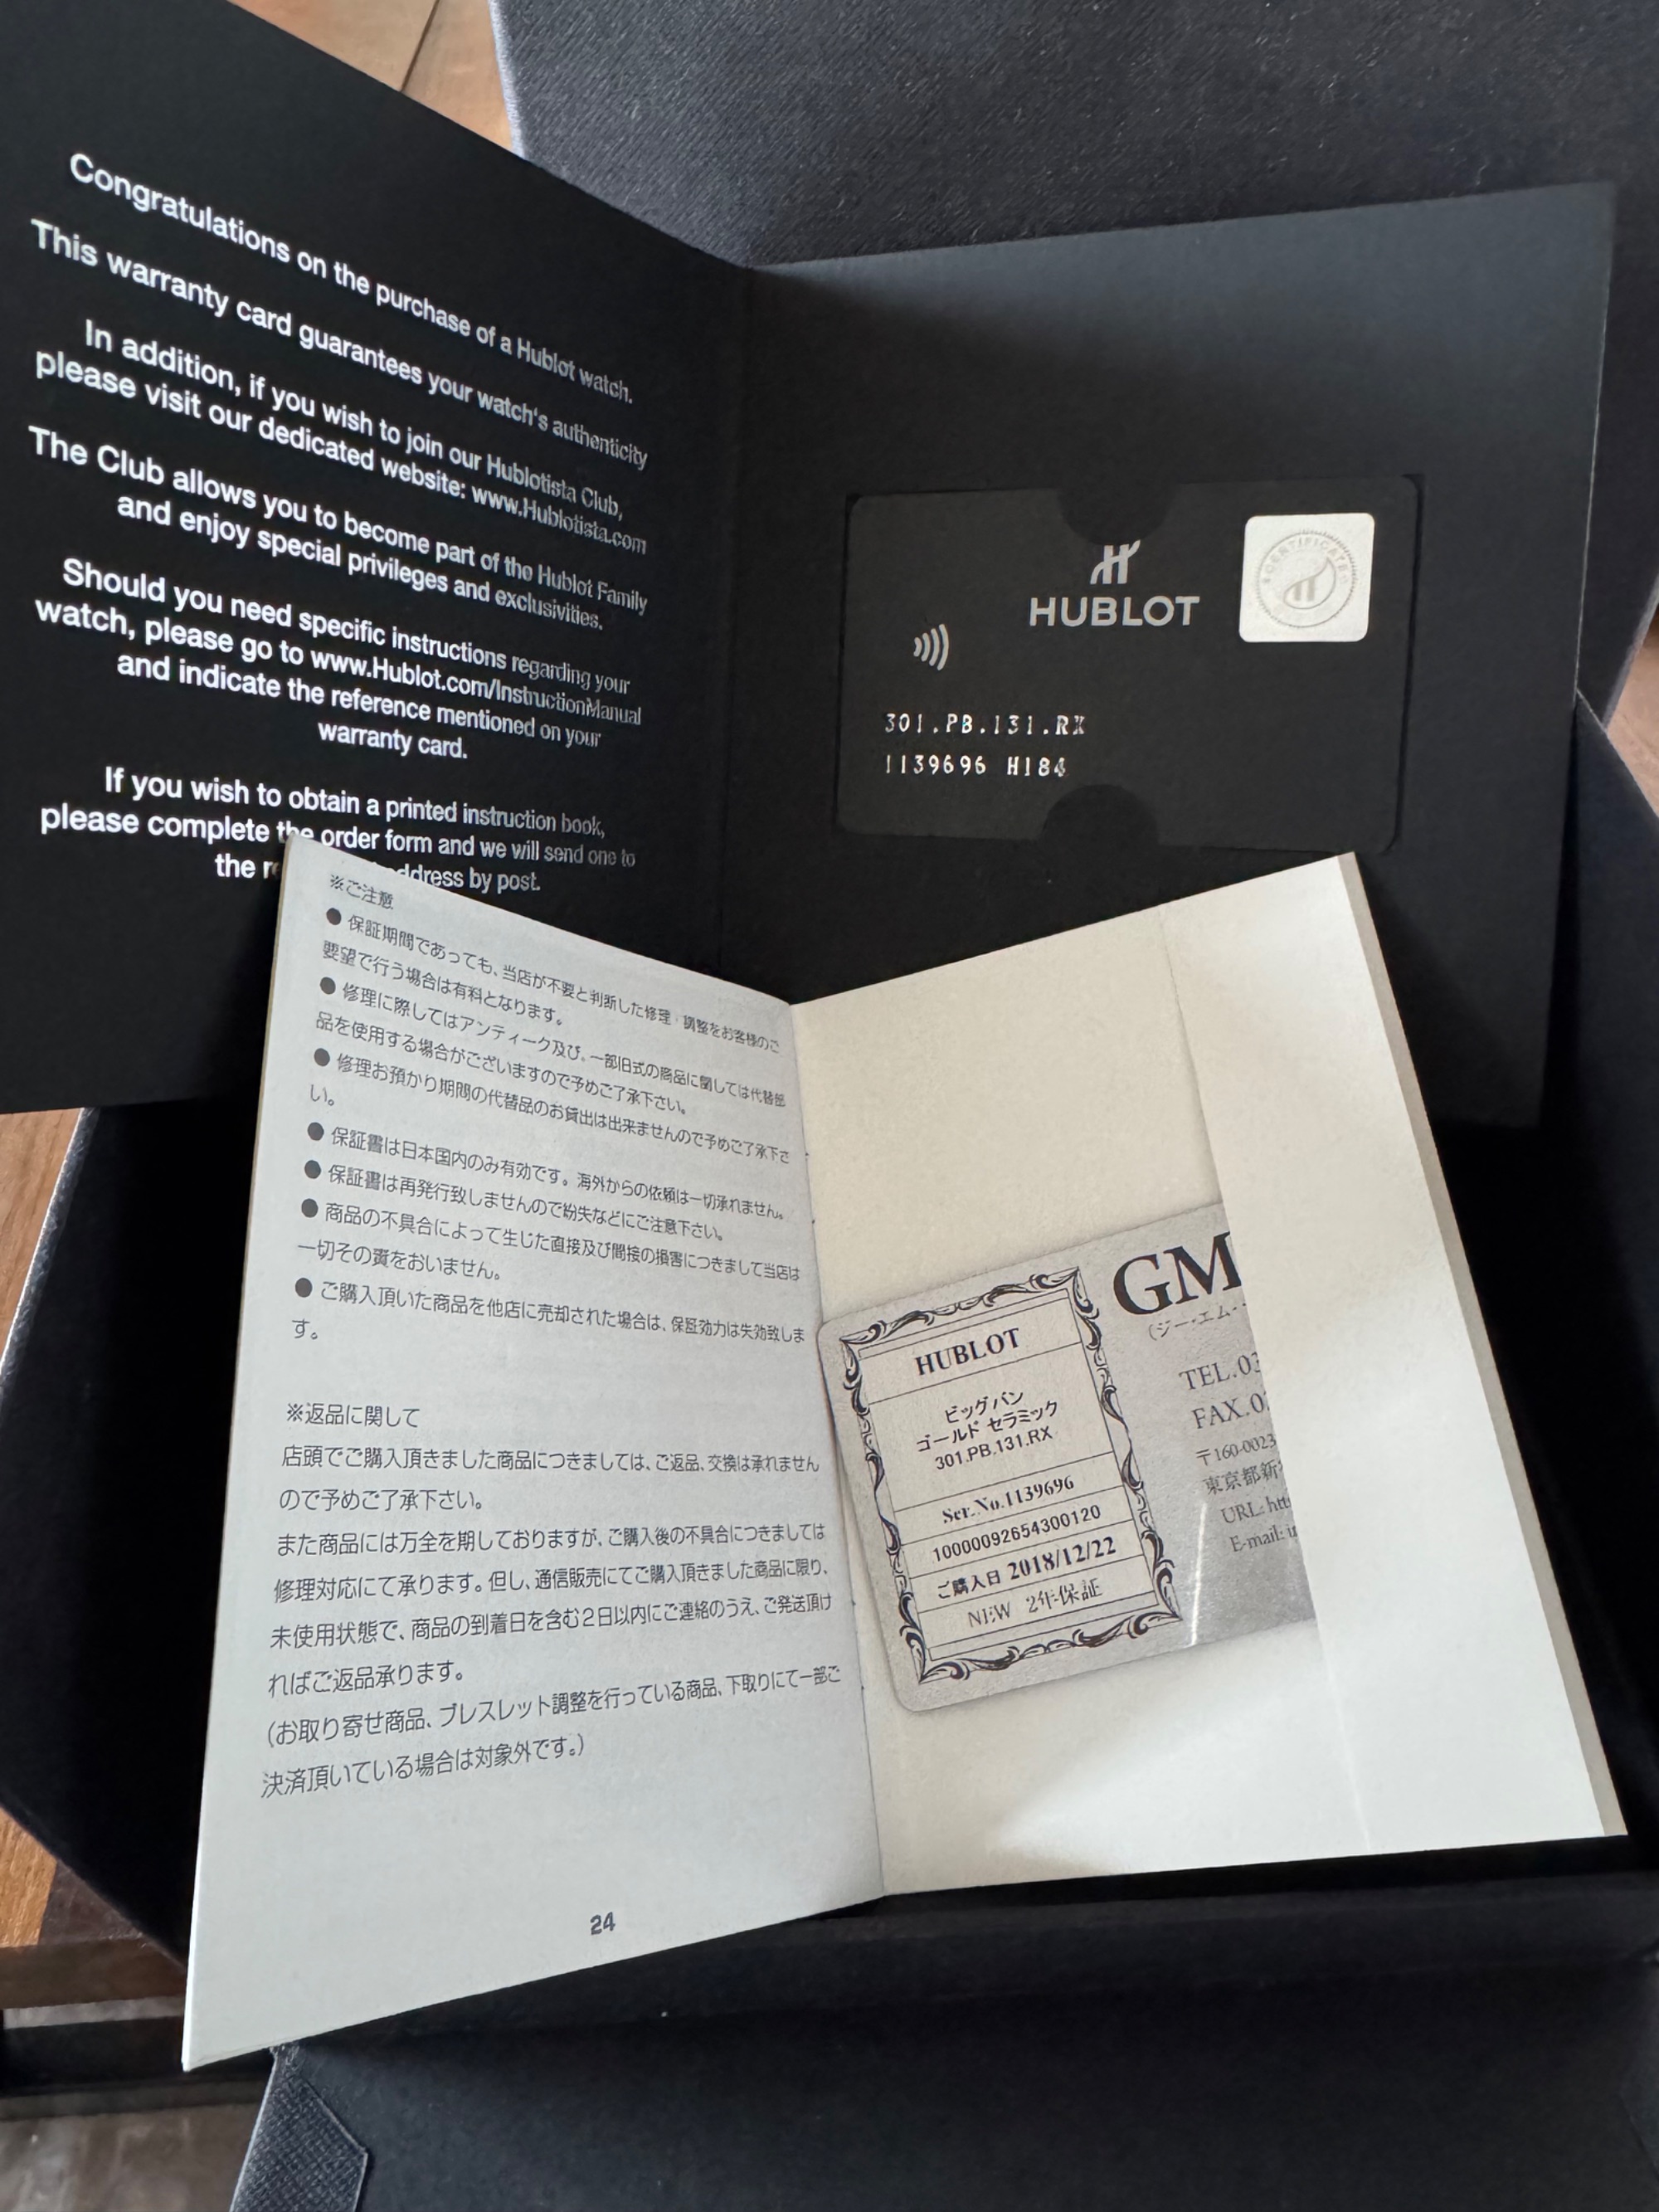 Congratulations on the purchase of a Hublot watch.
This warranty card guarantees your watch's authenticity
In addition, if you wish to join our Hublotista Club,
please visit our dedicated website: www.Hublotista.com
The Club allows you to become part of the Hublot Family
and enjoy special privileges and exclusivities.
Should you need specific instructions regarding your
watch, please go to www.Hublot.com/InstructionManual
and indicate the reference mentioned on your
warranty card.
If you wish to obtain a printed instruction book,
please complete the order form and we will send one to
the address by post.
HUBLOT
CERTIFICATE
301.PB.131.RX
1139696 H184
※ご注意
● 保証期間であっても、当店が不要と判断した修理・調整をお客様のご
要望で行う場合は有料となります。
● 修理に際してはアンティーク及び、一部旧式の商品に関しては代替部
品を使用する場合がございますので予めご了承下さい。
● 修理お預かり期間の代替品のお貸出は出来ませんので予めご了承下さ
い。
● 保証書は日本国内のみ有効です。海外からの依頼は一切承れません。
● 保証書は再発行致しませんので紛失などにご注意下さい。
● 商品の不具合によって生じた直接及び間接の損害につきまして当店は
一切その責をおいません。
● ご購入頂いた商品を他店に売却された場合は、保証効力は失効致しま
す。
※返品に関して
店頭でご購入頂きました商品につきましては、ご返品、交換は承れません
ので予めご了承下さい。
また商品には万全を期しておりますが、ご購入後の不具合につきましては
修理対応にて承ります。但し、通信販売にてご購入頂きました商品に限り、
未使用状態で、商品の到着日を含む2日以内にご連絡のうえ、ご発送頂け
ればご返品承ります。
(お取り寄せ商品、ブレスレット調整を行っている商品、下取りにて一部ご
決済頂いている場合は対象外です。)
24
HUBLOT
ビッグバン
ゴールド セラミック
301.PB.131.RX
Ser.No.1139696
1000092654300120
ご購入日 2018/12/22
NEW 2年保証
GM
(ジー・エム・
TEL.03
FAX.0
〒160-0023
東京都新
URL: htt
E-mail: i